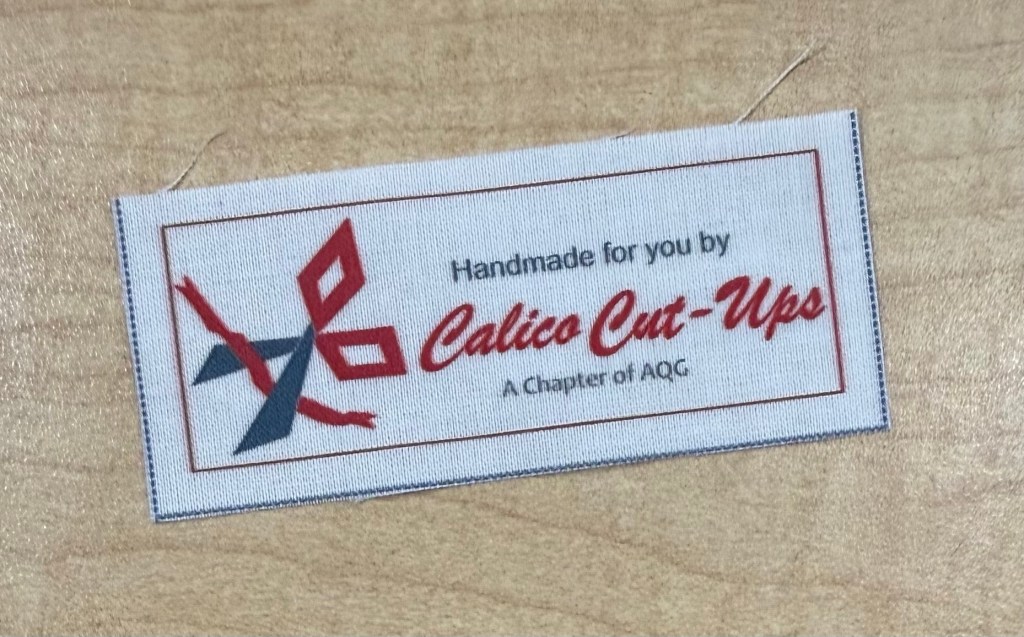 Handmade for you by
Calico Cut-Ups
A Chapter of AQG